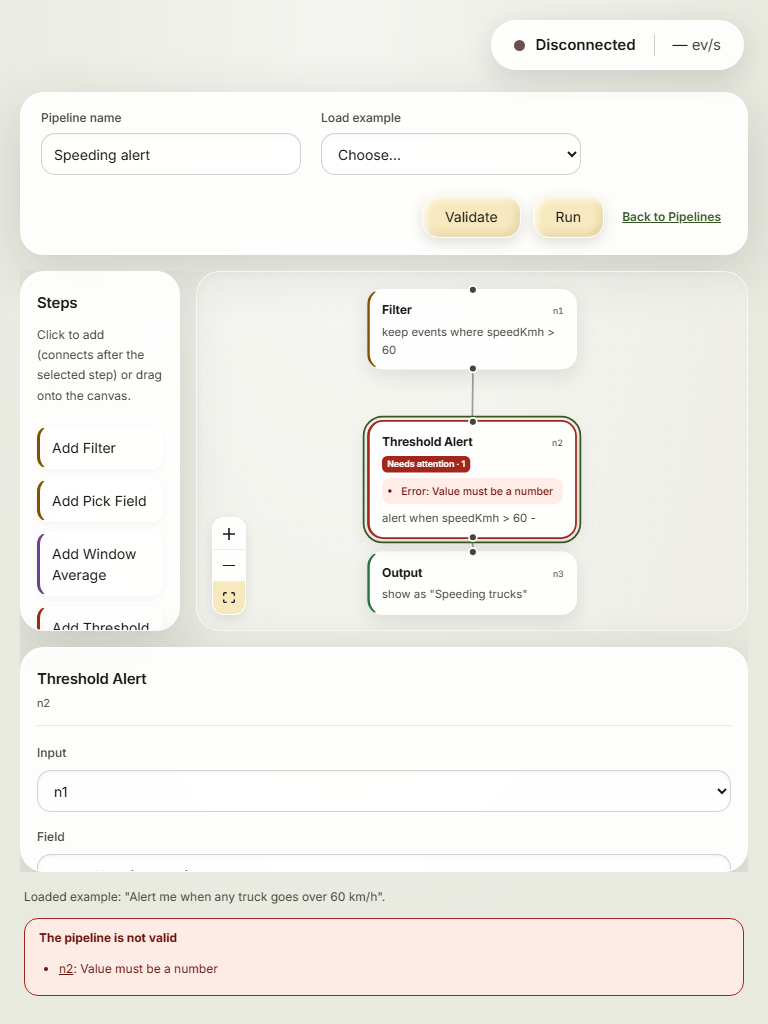 Disconnected — ev/s
Pipeline name
Load example
Speeding alert
Choose...
Validate
Run
Back to Pipelines
Steps
Click to add
(connects after the
selected step) or drag
onto the canvas.
Add Filter
Add Pick Field
Add Window
Average
Add Threshold
Filter n1
keep events where speedKmh >
60
Threshold Alert n2
Needs attention · 1
• Error: Value must be a number
alert when speedKmh > 60 -
Output n3
show as "Speeding trucks"
Threshold Alert
n2
Input
n1
Field
Loaded example: "Alert me when any truck goes over 60 km/h".
The pipeline is not valid
• n2: Value must be a number